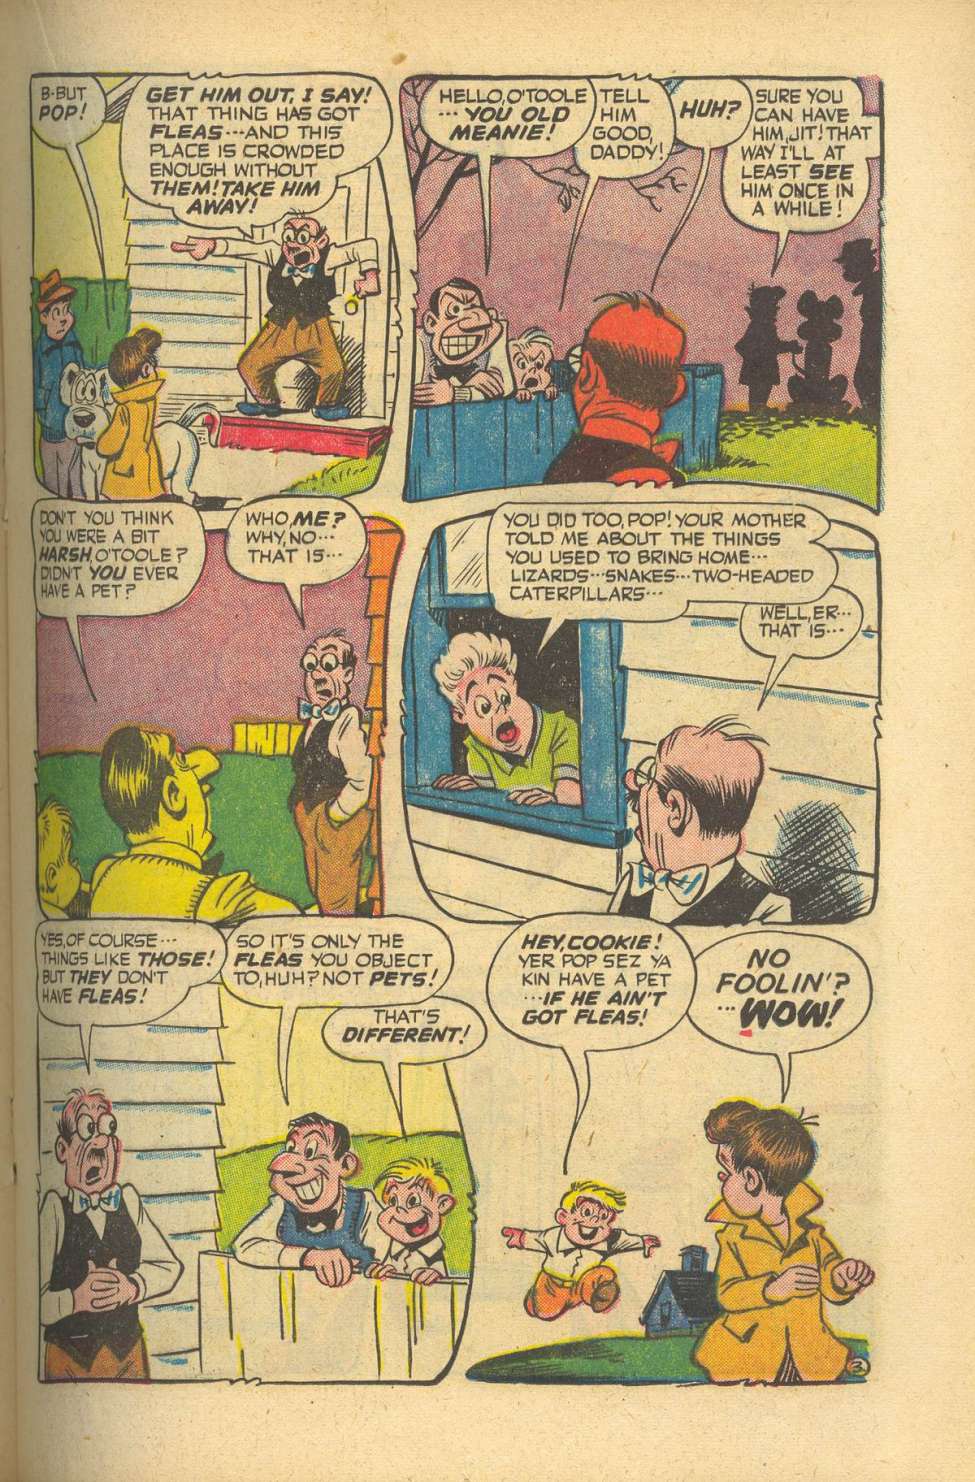 B-BUT
POP!
GET HIM OUT, I SAY!
THAT THING HAS GOT
FLEAS---AND THIS
PLACE IS CROWDED
ENOUGH WITHOUT
THEM! TAKE HIM
AWAY!
HELLO, O'TOOLE
---YOU OLD
MEANIE!
TELL
HIM
GOOD,
DADDY!
HUH?
SURE YOU
CAN HAVE
HIM, JIT! THAT
WAY I'LL AT
LEAST SEE
HIM ONCE IN
A WHILE!
DON'T YOU THINK
YOU WERE A BIT
HARSH, O'TOOLE?
DIDN'T YOU EVER
HAVE A PET?
WHO, ME?
WHY, NO---
THAT IS---
YOU DID TOO, POP! YOUR MOTHER
TOLD ME ABOUT THE THINGS
YOU USED TO BRING HOME---
LIZARDS---SNAKES---TWO-HEADED
CATERPILLARS---
WELL, ER---
THAT IS---
YES, OF COURSE---
THINGS LIKE THOSE!
BUT THEY DON'T
HAVE FLEAS!
SO IT'S ONLY THE
FLEAS YOU OBJECT
TO, HUH? NOT PETS!
THAT'S
DIFFERENT!
HEY, COOKIE!
YER POP SEZ YA
KIN HAVE A PET
---IF HE AIN'T
GOT FLEAS!
NO
FOOLIN'?
---WOW!
3